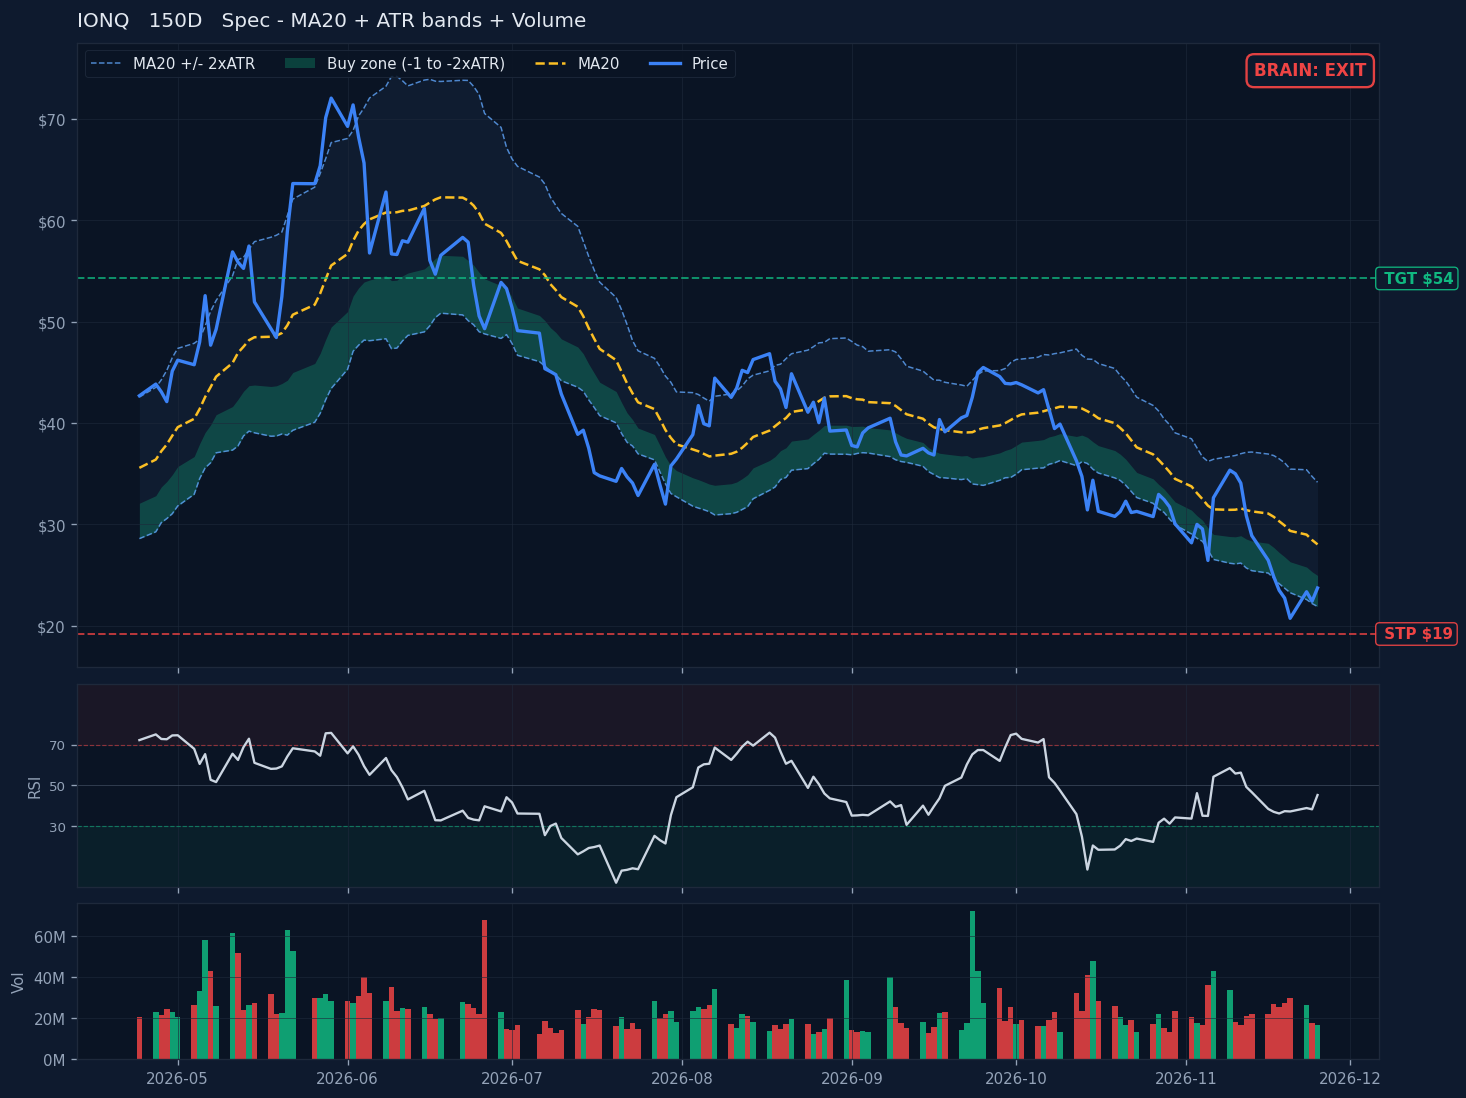 IONQ   150D   Spec - MA20 + ATR bands + Volume
MA20 +/- 2xATR
Buy zone (-1 to -2xATR)
MA20
Price
BRAIN: EXIT
$70
$60
TGT $54
$50
$40
$30
$20
STP $19
70
50
30
RSI
60M
40M
20M
0M
Vol
2026-05
2026-06
2026-07
2026-08
2026-09
2026-10
2026-11
2026-12